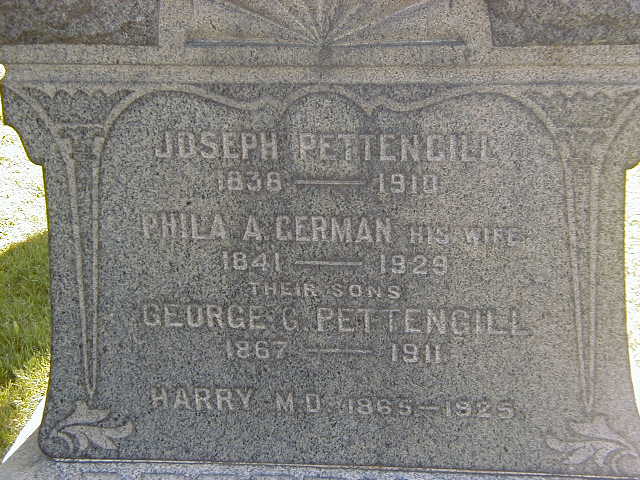 JOSEPH PETTENGILL
1838 — 1910
PHILA A. GERMAN HIS WIFE
1841 — 1929
THEIR SONS
GEORGE G. PETTENGILL
1867 — 1911
HARRY M.D. 1865 — 1925